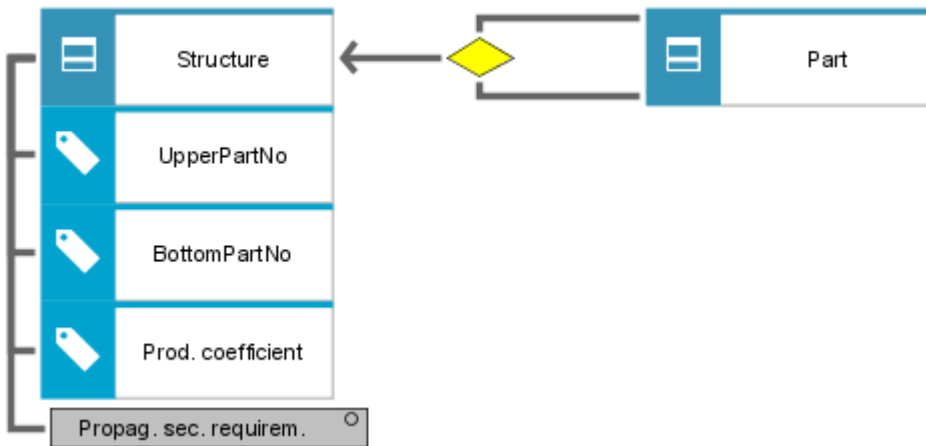 Structure
Part
UpperPartNo
BottomPartNo
Prod. coefficient
Propag. sec. requirem.